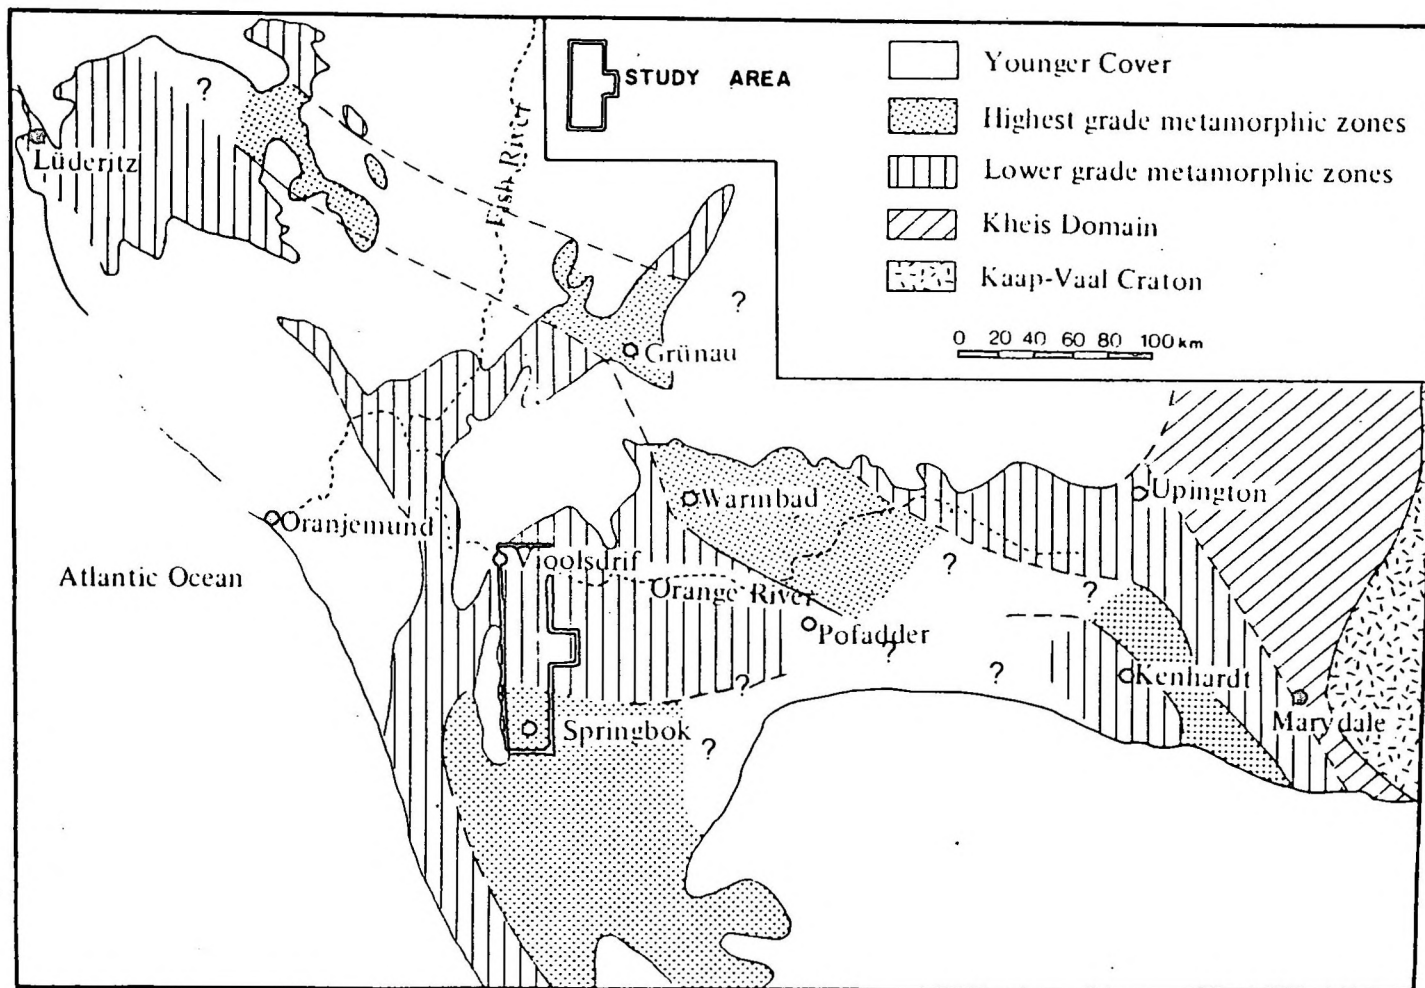 STUDY AREA
Younger Cover
Highest grade metamorphic zones
Lower grade metamorphic zones
Kheis Domain
Kaap-Vaal Craton
0 20 40 60 80 100 km
?
Lüderitz
Fish River
?
Grünau
Warmbad
Upington
Oranjemund
Vioolsdrif
Atlantic Ocean
?
Orange River
?
Pofadder
?
?
Kenhardt
?
Marydale
Springbok
?